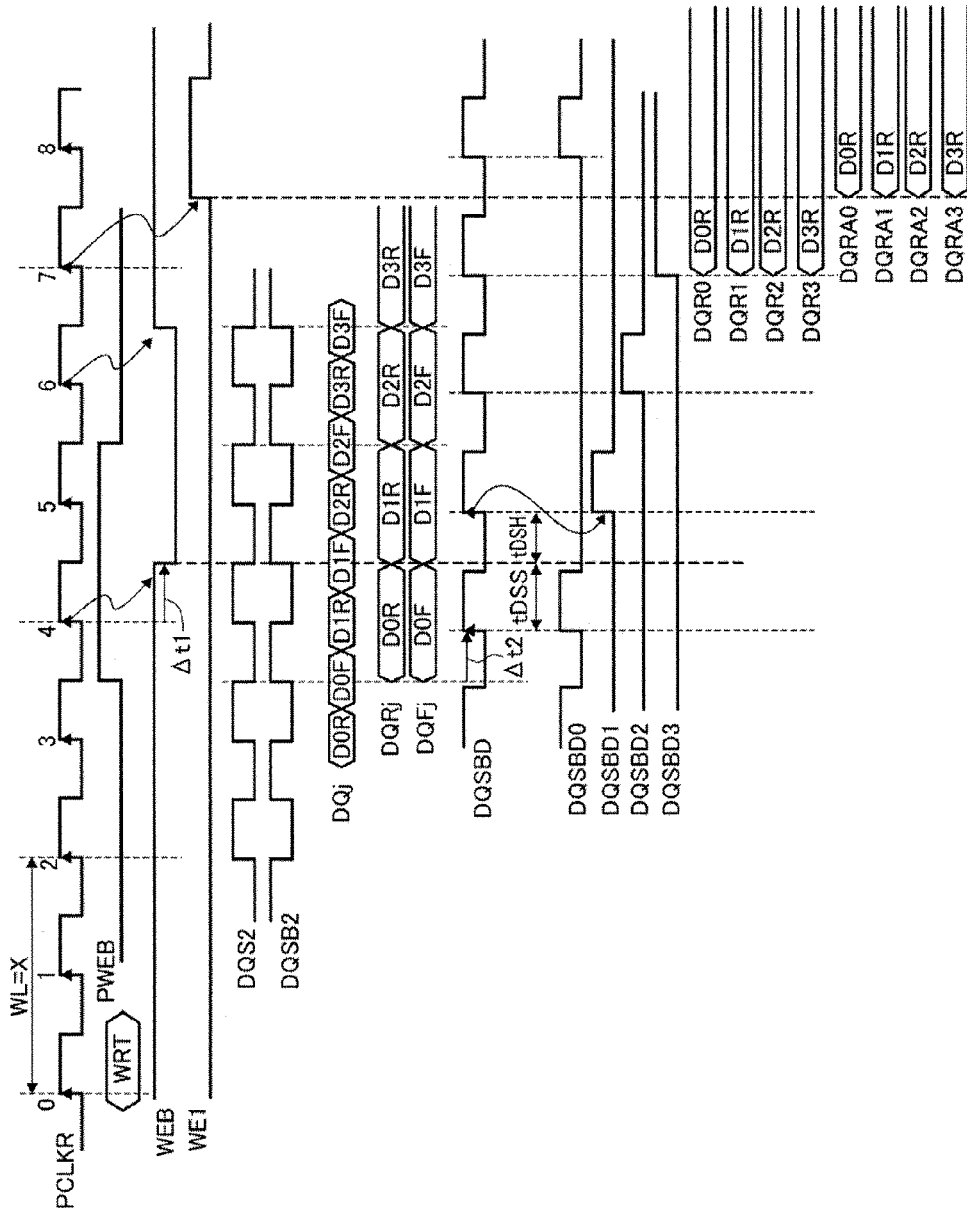 WL=X
0 1 2 3 4 5 6 7 8
PCLKR
WRT
PWEB
WEB
Δt1
WE1
DQS2
DQSB2
DQj D0R D0F D1R D1F D2R D2F D3R D3F
DQRj D0R D1R D2R D3R
DQFj D0F D1F D2F D3F
DQSBD
Δt2
tDSS tDSH
DQSBD0
DQSBD1
DQSBD2
DQSBD3
DQR0 D0R
DQR1 D1R
DQR2 D2R
DQR3 D3R
DQRA0 D0R
DQRA1 D1R
DQRA2 D2R
DQRA3 D3R